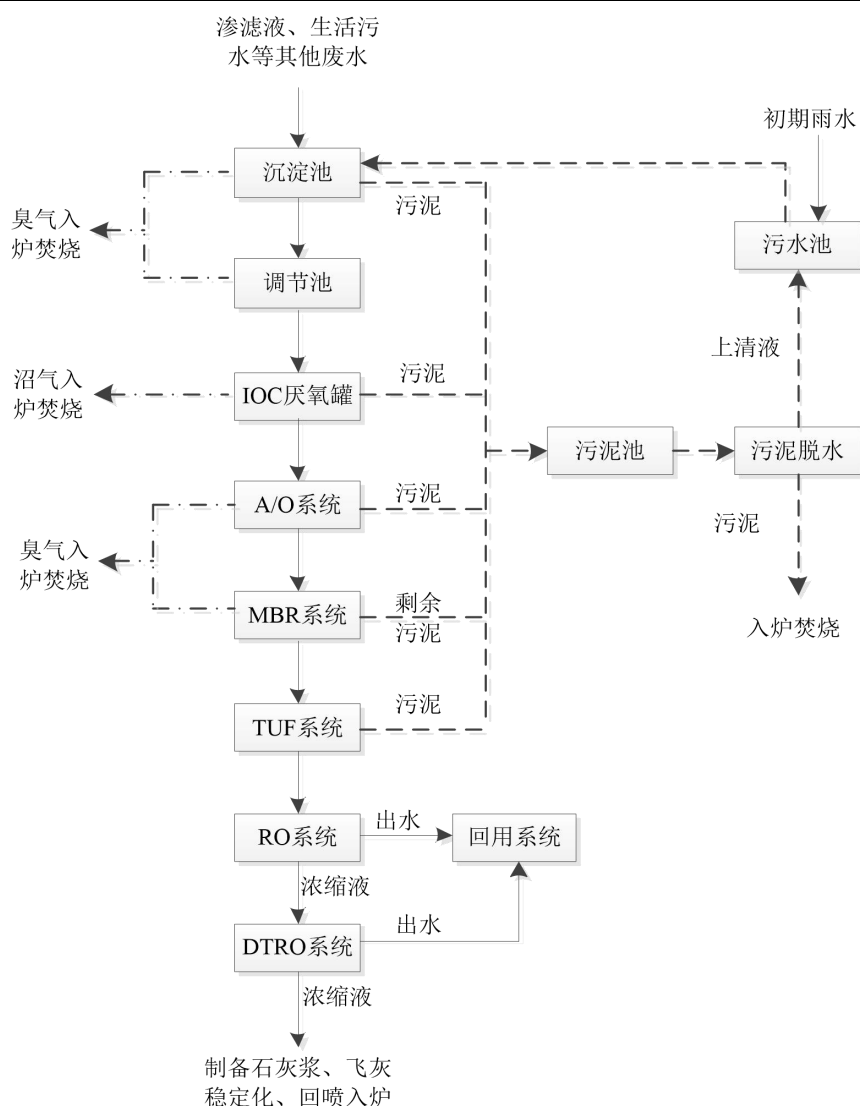 渗滤液、生活污
水等其他废水
初期雨水
沉淀池
污泥
臭气入
炉焚烧
污水池
调节池
上清液
沼气入
炉焚烧
IOC厌氧罐
污泥
污泥池
污泥脱水
A/O系统
污泥
污泥
臭气入
炉焚烧
MBR系统
剩余
污泥
入炉焚烧
TUF系统
污泥
RO系统
出水
回用系统
浓缩液
DTRO系统
出水
浓缩液
制备石灰浆、飞灰
稳定化、回喷入炉